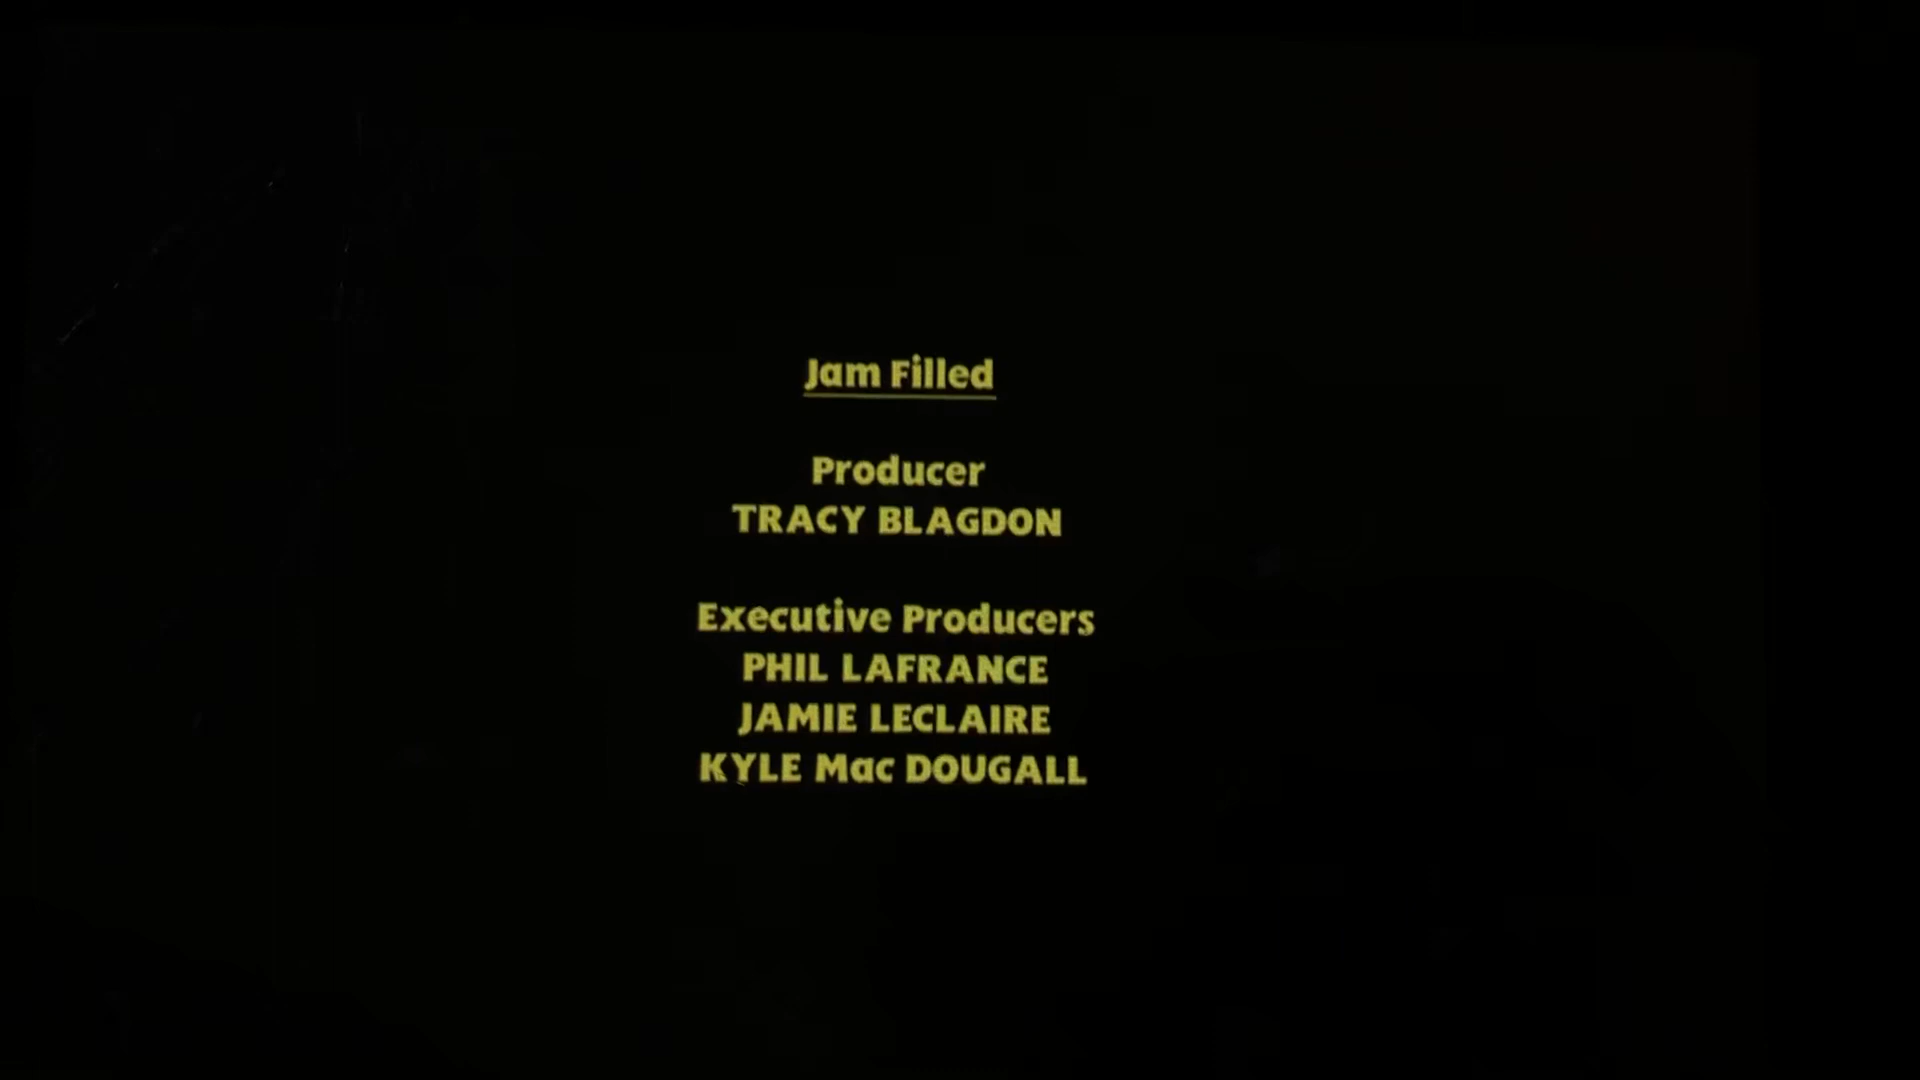 Jam Filled
Producer
TRACY BLAGDON
Executive Producers
PHIL LAFRANCE
JAMIE LECLAIRE
KYLE Mac DOUGALL